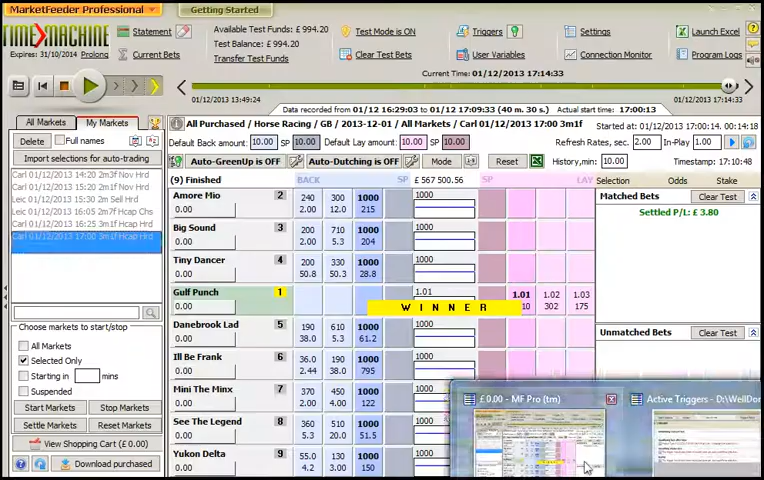 MarketFeeder Professional
Getting Started
TIME MACHINE
Expires: 31/10/2014 Prolong
Statement
Current Bets
Available Test Funds: £ 994.20
Test Balance: £ 994.20
Transfer Test Funds
Test Mode is ON
Clear Test Bets
Triggers
User Variables
Settings
Connection Monitor
Launch Excel
Program Logs
Current Time: 01/12/2013 17:14:33
01/12/2013 13:49:24
Data recorded from 01/12 16:29:03 to 01/12 17:09:33 (40 m. 30 s.)
Actual start time: 17:00:13
01/12/2013 17:14:33
All Markets
My Markets
Delete
Full names
Import selections for auto-trading
Carl 01/12/2013 14:20 2m3f Nov Hrd
Carl 01/12/2013 15:20 3m1f Nov Hrd
Leic 01/12/2013 15:30 2m Sell Hrd
Leic 01/12/2013 16:05 2m7f Hcap Chs
Carl 01/12/2013 16:25 3m1f Hcap Hrd
Carl 01/12/2013 17:00 3m1f Hcap Hrd
Choose markets to start/stop
All Markets
Selected Only
Starting in
mins
Suspended
Start Markets
Stop Markets
Settle Markets
Reset Markets
View Shopping Cart (£ 0.00)
Download purchased
All Purchased / Horse Racing / GB / 2013-12-01 / All Markets / Carl 01/12/2013 17:00 3m1f
Started at: 01/12/2013 17:00:14. 00:14:18
Default Back amount: 10.00 SP 10.00 Default Lay amount: 10.00 SP 10.00
Refresh Rates, sec. 2.00 In-Play 1.00
Auto-GreenUp is OFF
Auto-Dutching is OFF
Mode
Reset
History,min: 10.00
Timestamp: 17:10:48
(9) Finished
BACK
SP
£ 567 500.56
SP
LAY
Selection
Odds
Stake
Amore Mio 2 240 300 1000 1000
0.00 2.00 12.0 215
Big Sound 3 200 710 1000 1000
0.00 2.00 5.3 204
Tiny Dancer 4 220 330 1000 1000
0.00 50.8 50.3 28.8
Gulf Punch 1 1.01 1.01 1.02 1.03
0.00 WINNER 10 302 175
Danebrook Lad 5 190 610 1000 1000
0.00 38.0 41.2 61.2
Ill Be Frank 6 36.0 190 1000 1000
0.00 2.44 38.0 795
Mini The Minx 7 370 450 1000 1000
0.00 2.00 4.00 122
See The Legend 8 360 510 1000 1000
0.00 5.3 20.0 51.5
Yukon Delta 9 55.0 130 1000 1000
0.00 4.2 3.00 150
Matched Bets
Clear Test
Settled P/L: £ 3.80
Unmatched Bets
Clear Test
£ 0.00 - MF Pro (tm)
Active Triggers - D:\WellDon